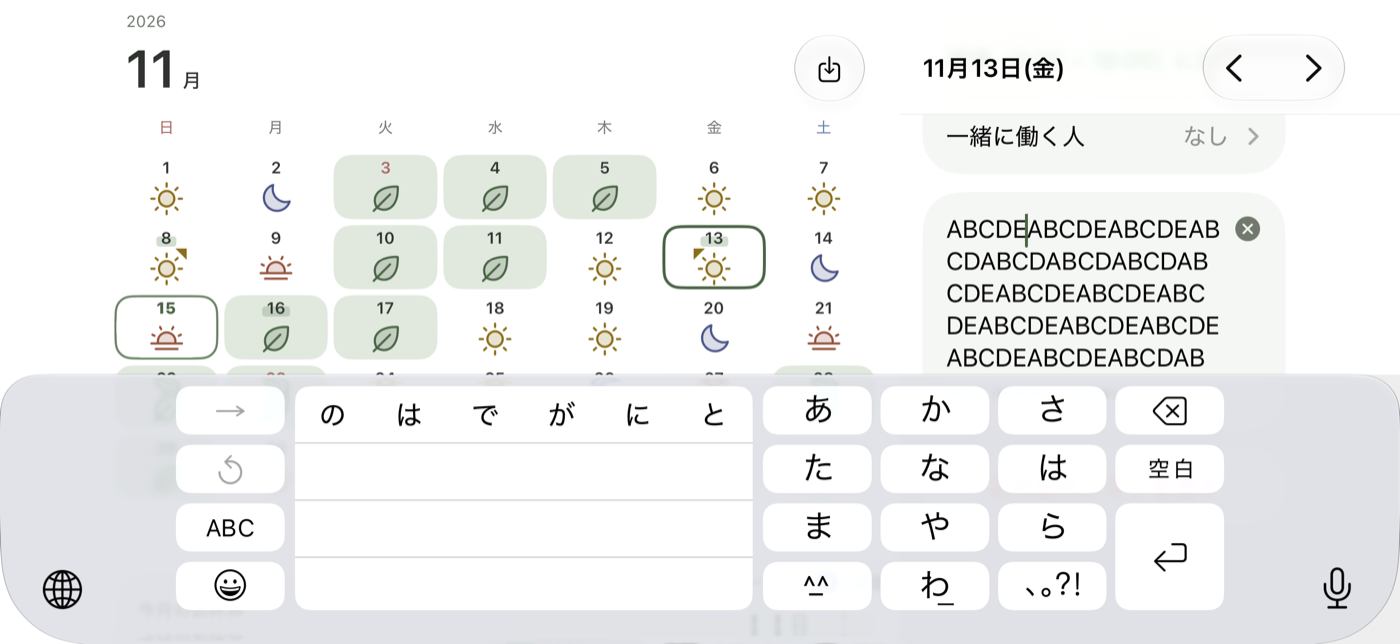 2026
11 月
11月13日(金)
日 月 火 水 木 金 土
1 2 3 4 5 6 7
8 9 10 11 12 13 14
15 16 17 18 19 20 21
一緒に働く人 なし
ABCDEABCDEABCDEAB
CDABCDABCDABCDAB
CDEABCDEABCDEABC
DEABCDEABCDEABCDE
ABCDEABCDEABCDAB
→ の は で が に と あ か さ
た な は 空白
ABC ま や ら
^^ わ 、。?!